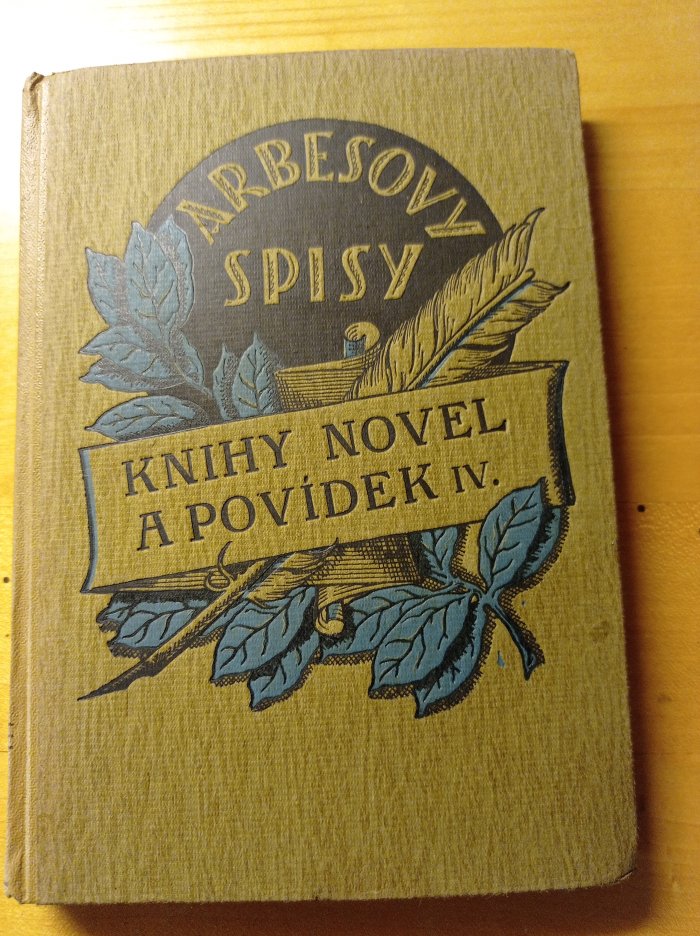 ARBESOVY
SPISY
KNIHY NOVEL
A POVÍDEK IV.